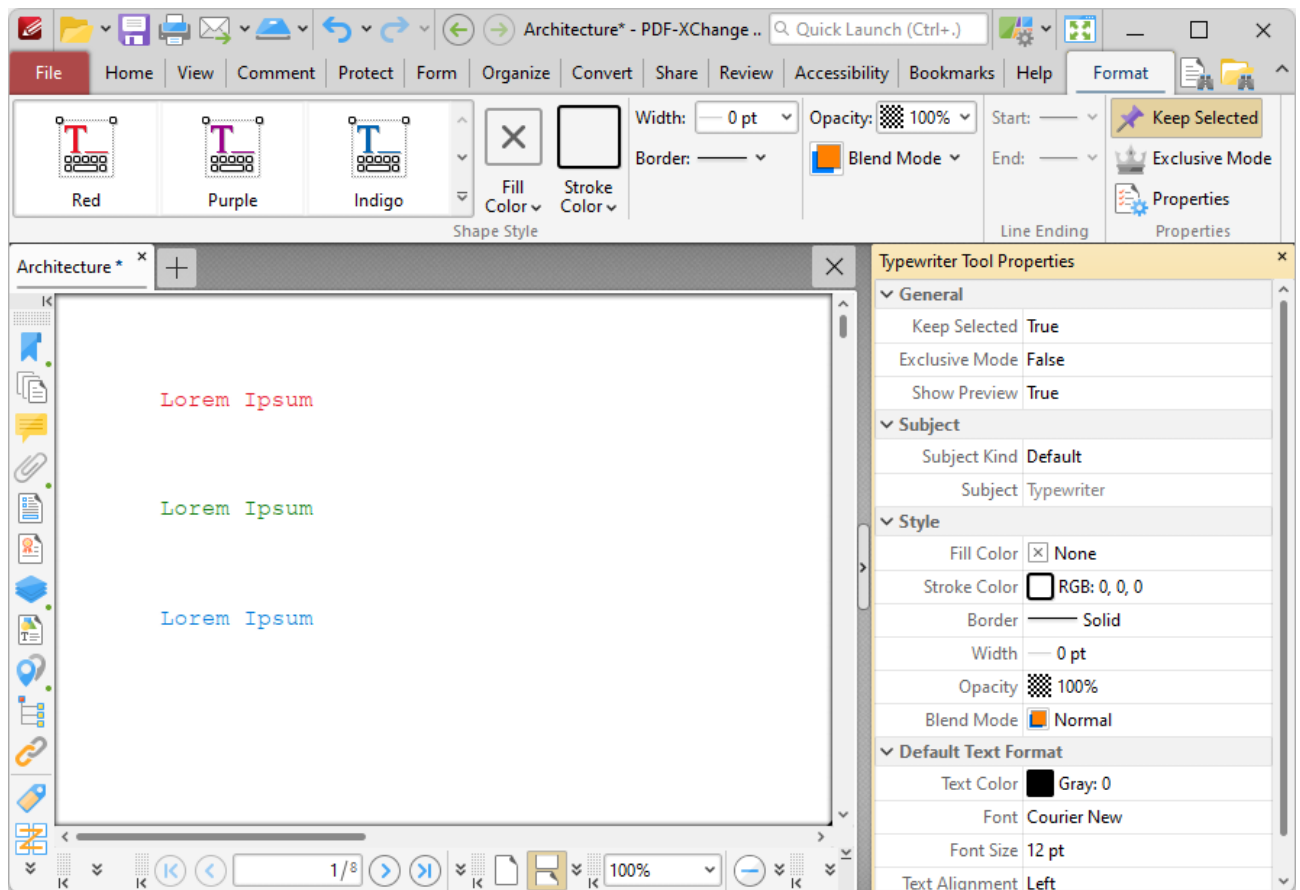 Architecture* - PDF-XChange ..
Quick Launch (Ctrl+.)
File Home View Comment Protect Form Organize Convert Share Review Accessibility Bookmarks Help Format
Red Purple Indigo
Fill Color
Stroke Color
Width: 0 pt
Border:
Shape Style
Opacity: 100%
Blend Mode
Start:
End:
Line Ending
Keep Selected
Exclusive Mode
Properties
Properties
Architecture *
Lorem Ipsum
Lorem Ipsum
Lorem Ipsum
1/8
100%
Typewriter Tool Properties
General
Keep Selected True
Exclusive Mode False
Show Preview True
Subject
Subject Kind Default
Subject Typewriter
Style
Fill Color None
Stroke Color RGB: 0, 0, 0
Border Solid
Width 0 pt
Opacity 100%
Blend Mode Normal
Default Text Format
Text Color Gray: 0
Font Courier New
Font Size 12 pt
Text Alignment Left